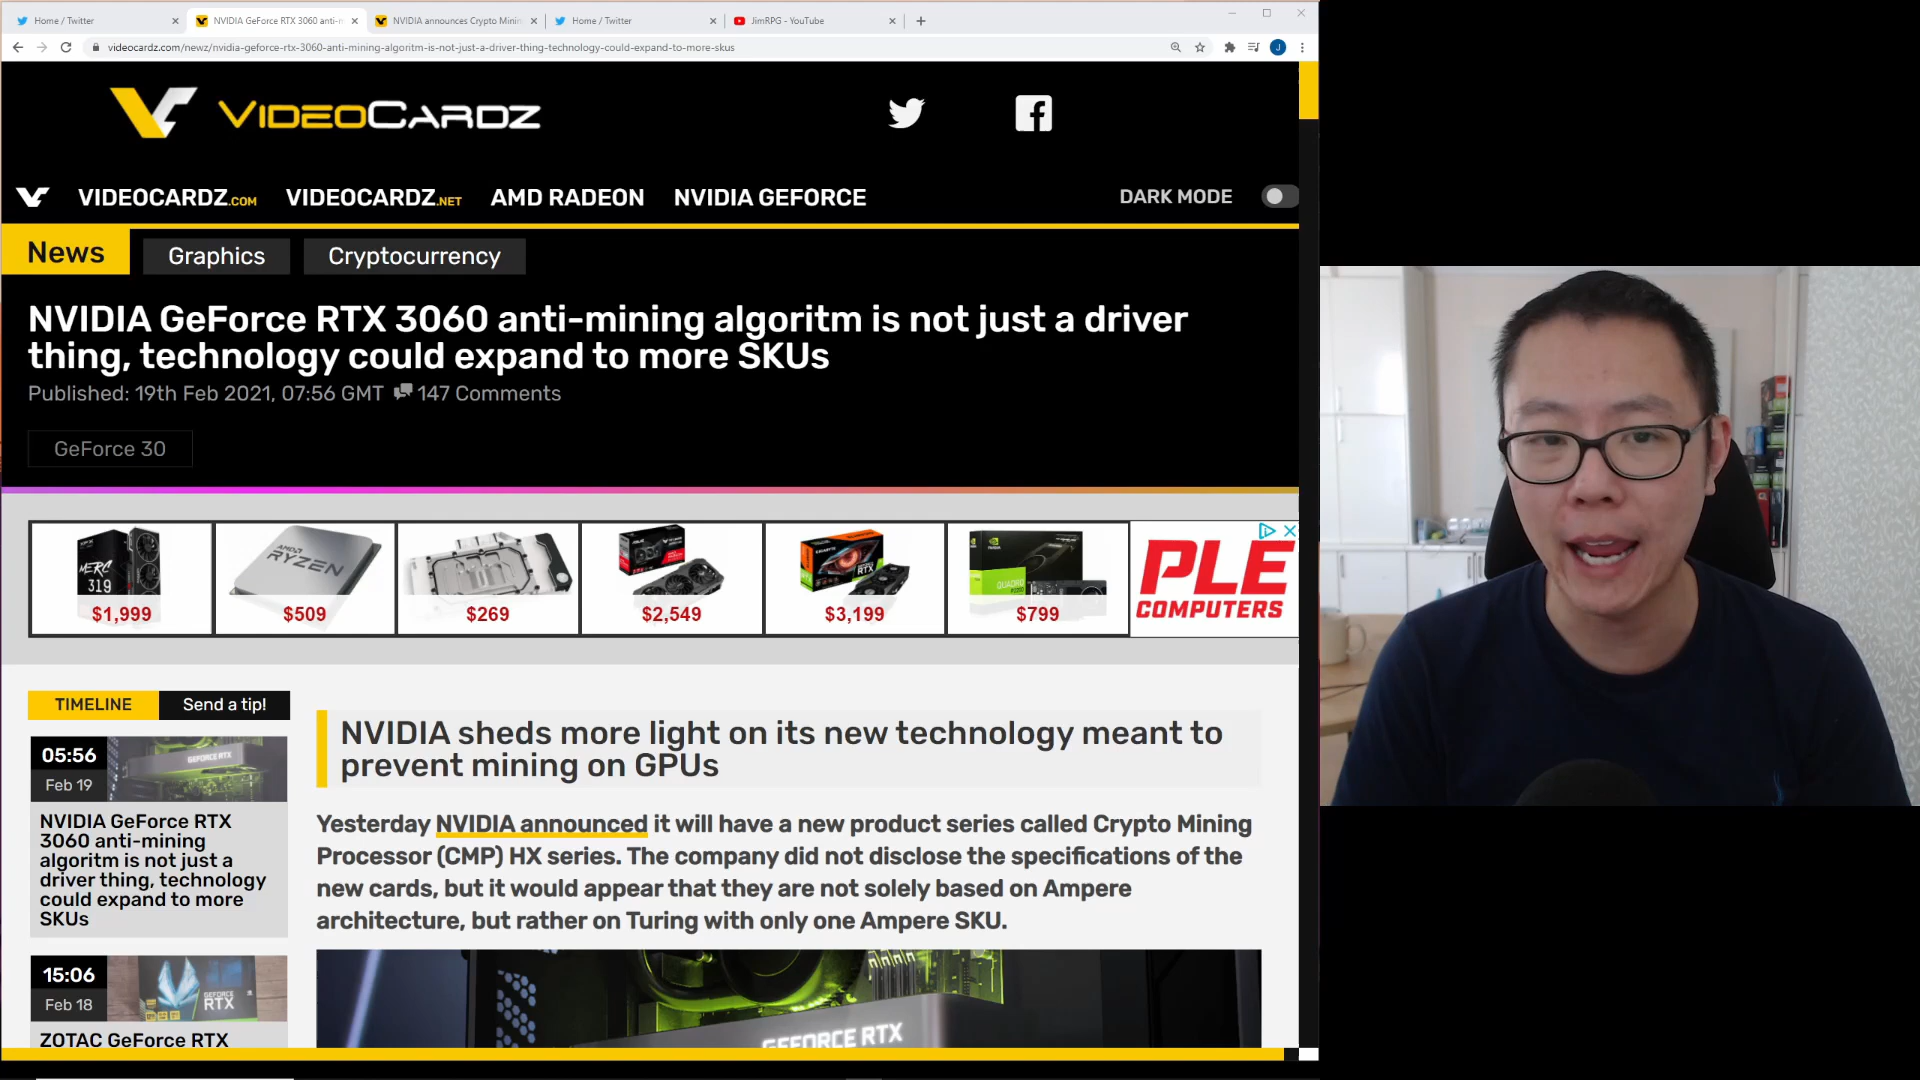 Home / Twitter
NVIDIA GeForce RTX 3060 anti-m
NVIDIA announces Crypto Minin
Home / Twitter
JimRPG - YouTube
videocardz.com/newz/nvidia-geforce-rtx-3060-anti-mining-algoritm-is-not-just-a-driver-thing-technology-could-expand-to-more-skus
J
VIDEOCARDZ
VIDEOCARDZ.COM VIDEOCARDZ.NET AMD RADEON NVIDIA GEFORCE DARK MODE
News Graphics Cryptocurrency
NVIDIA GeForce RTX 3060 anti-mining algoritm is not just a driver
thing, technology could expand to more SKUs
Published: 19th Feb 2021, 07:56 GMT 147 Comments
GeForce 30
MERC
319
$1,999
AMD
RYZEN
$509
$269
$2,549
RTX
$3,199
QUADRO
$799
PLE
COMPUTERS
TIMELINE Send a tip!
05:56
Feb 19
GEFORCE RTX
NVIDIA GeForce RTX
3060 anti-mining
algoritm is not just a
driver thing, technology
could expand to more
SKUs
15:06
Feb 18
GEFORCE
RTX
ZOTAC GeForce RTX
NVIDIA sheds more light on its new technology meant to
prevent mining on GPUs
Yesterday NVIDIA announced it will have a new product series called Crypto Mining
Processor (CMP) HX series. The company did not disclose the specifications of the
new cards, but it would appear that they are not solely based on Ampere
architecture, but rather on Turing with only one Ampere SKU.
GEFORCE RTX